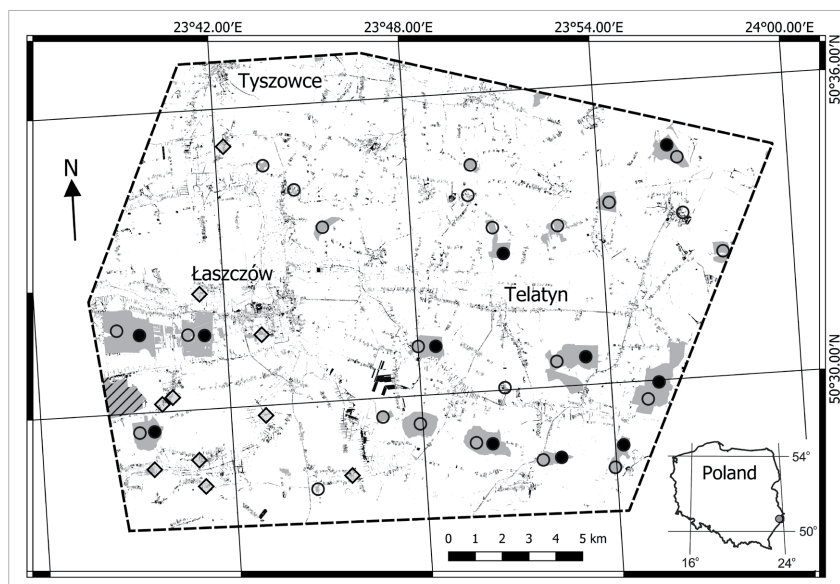 23°42.00'E 23°48.00'E 23°54.00'E 24°00.00'E
50°36.00'N
Tyszowce
N
Łaszczów
Telatyn
50°30.00'N
Poland
54°
50°
16° 24°
0 1 2 3 4 5 km